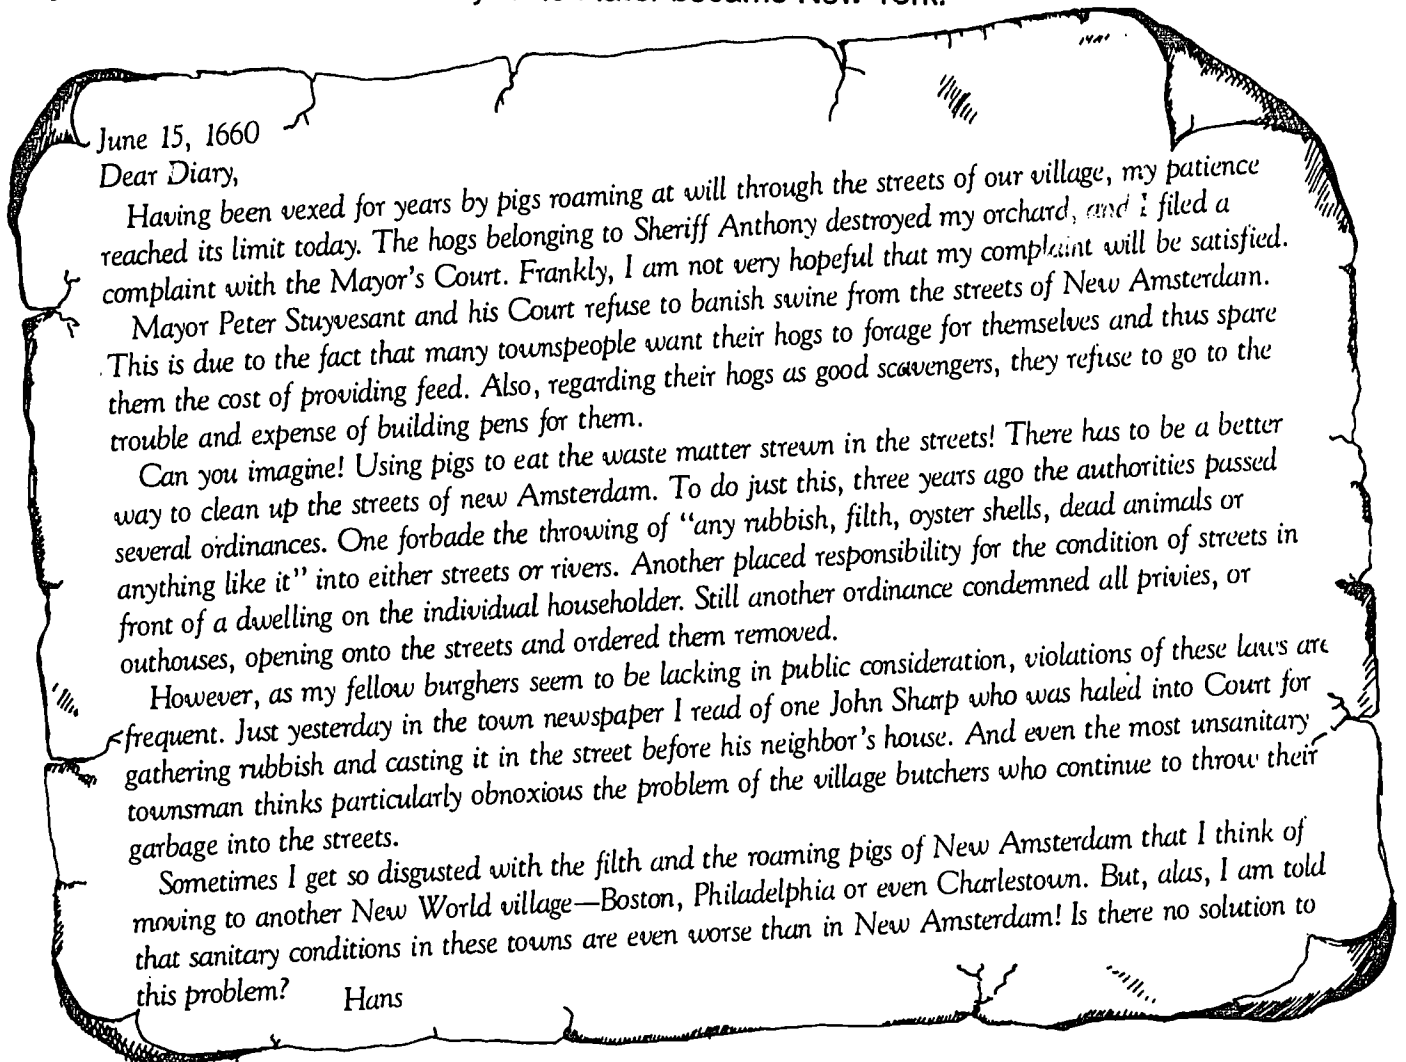 became New York.
June 15, 1660
Dear Diary,
Having been vexed for years by pigs roaming at will through the streets of our village, my patience
reached its limit today. The hogs belonging to Sheriff Anthony destroyed my orchard, and I filed a
complaint with the Mayor's Court. Frankly, I am not very hopeful that my complaint will be satisfied.
Mayor Peter Stuyvesant and his Court refuse to banish swine from the streets of New Amsterdam.
This is due to the fact that many townspeople want their hogs to forage for themselves and thus spare
them the cost of providing feed. Also, regarding their hogs as good scavengers, they refuse to go to the
trouble and expense of building pens for them.
Can you imagine! Using pigs to eat the waste matter strewn in the streets! There has to be a better
way to clean up the streets of new Amsterdam. To do just this, three years ago the authorities passed
several ordinances. One forbade the throwing of "any rubbish, filth, oyster shells, dead animals or
anything like it" into either streets or rivers. Another placed responsibility for the condition of streets in
front of a dwelling on the individual householder. Still another ordinance condemned all privies, or
outhouses, opening onto the streets and ordered them removed.
However, as my fellow burghers seem to be lacking in public consideration, violations of these laws are
frequent. Just yesterday in the town newspaper I read of one John Sharp who was haled into Court for
gathering rubbish and casting it in the street before his neighbor's house. And even the most unsanitary
townsman thinks particularly obnoxious the problem of the village butchers who continue to throw their
garbage into the streets.
Sometimes I get so disgusted with the filth and the roaming pigs of New Amsterdam that I think of
moving to another New World village—Boston, Philadelphia or even Charlestown. But, alas, I am told
that sanitary conditions in these towns are even worse than in New Amsterdam! Is there no solution to
this problem? Hans